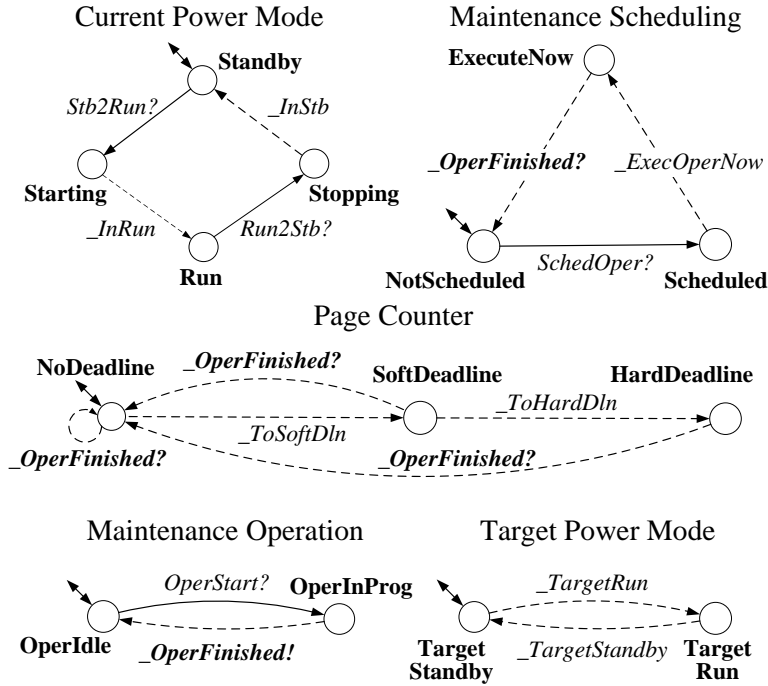 Current Power Mode
Standby
Stb2Run?
_InStb
Starting
Stopping
_InRun
Run2Stb?
Run
Maintenance Scheduling
ExecuteNow
_OperFinished?
_ExecOperNow
NotScheduled
SchedOper?
Scheduled
Page Counter
NoDeadline
_OperFinished?
SoftDeadline
HardDeadline
_ToSoftDln
_ToHardDln
_OperFinished?
_OperFinished?
Maintenance Operation
OperStart?
OperInProg
OperIdle
_OperFinished!
Target Power Mode
_TargetRun
Target
Standby
_TargetStandby
Target
Run